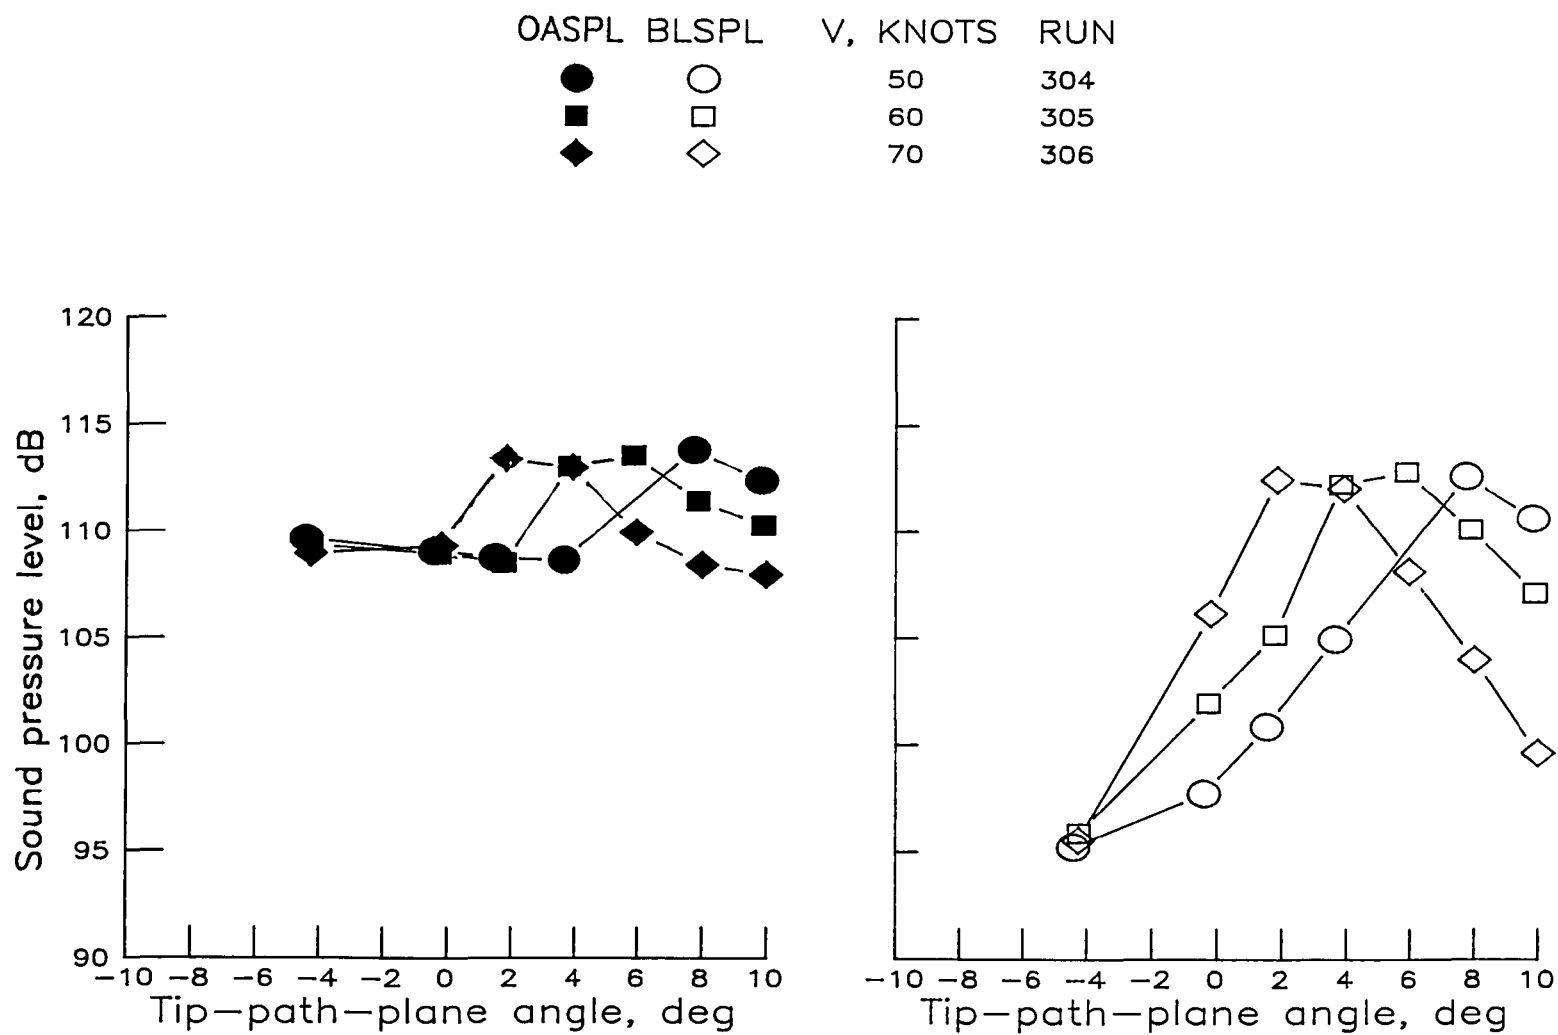 OASPL BLSPL V, KNOTS RUN
50 304
60 305
70 306
120
115
110
105
100
95
90
Sound pressure level, dB
−10 −8 −6 −4 −2 0 2 4 6 8 10
Tip−path−plane angle, deg
−10 −8 −6 −4 −2 0 2 4 6 8 10
Tip−path−plane angle, deg